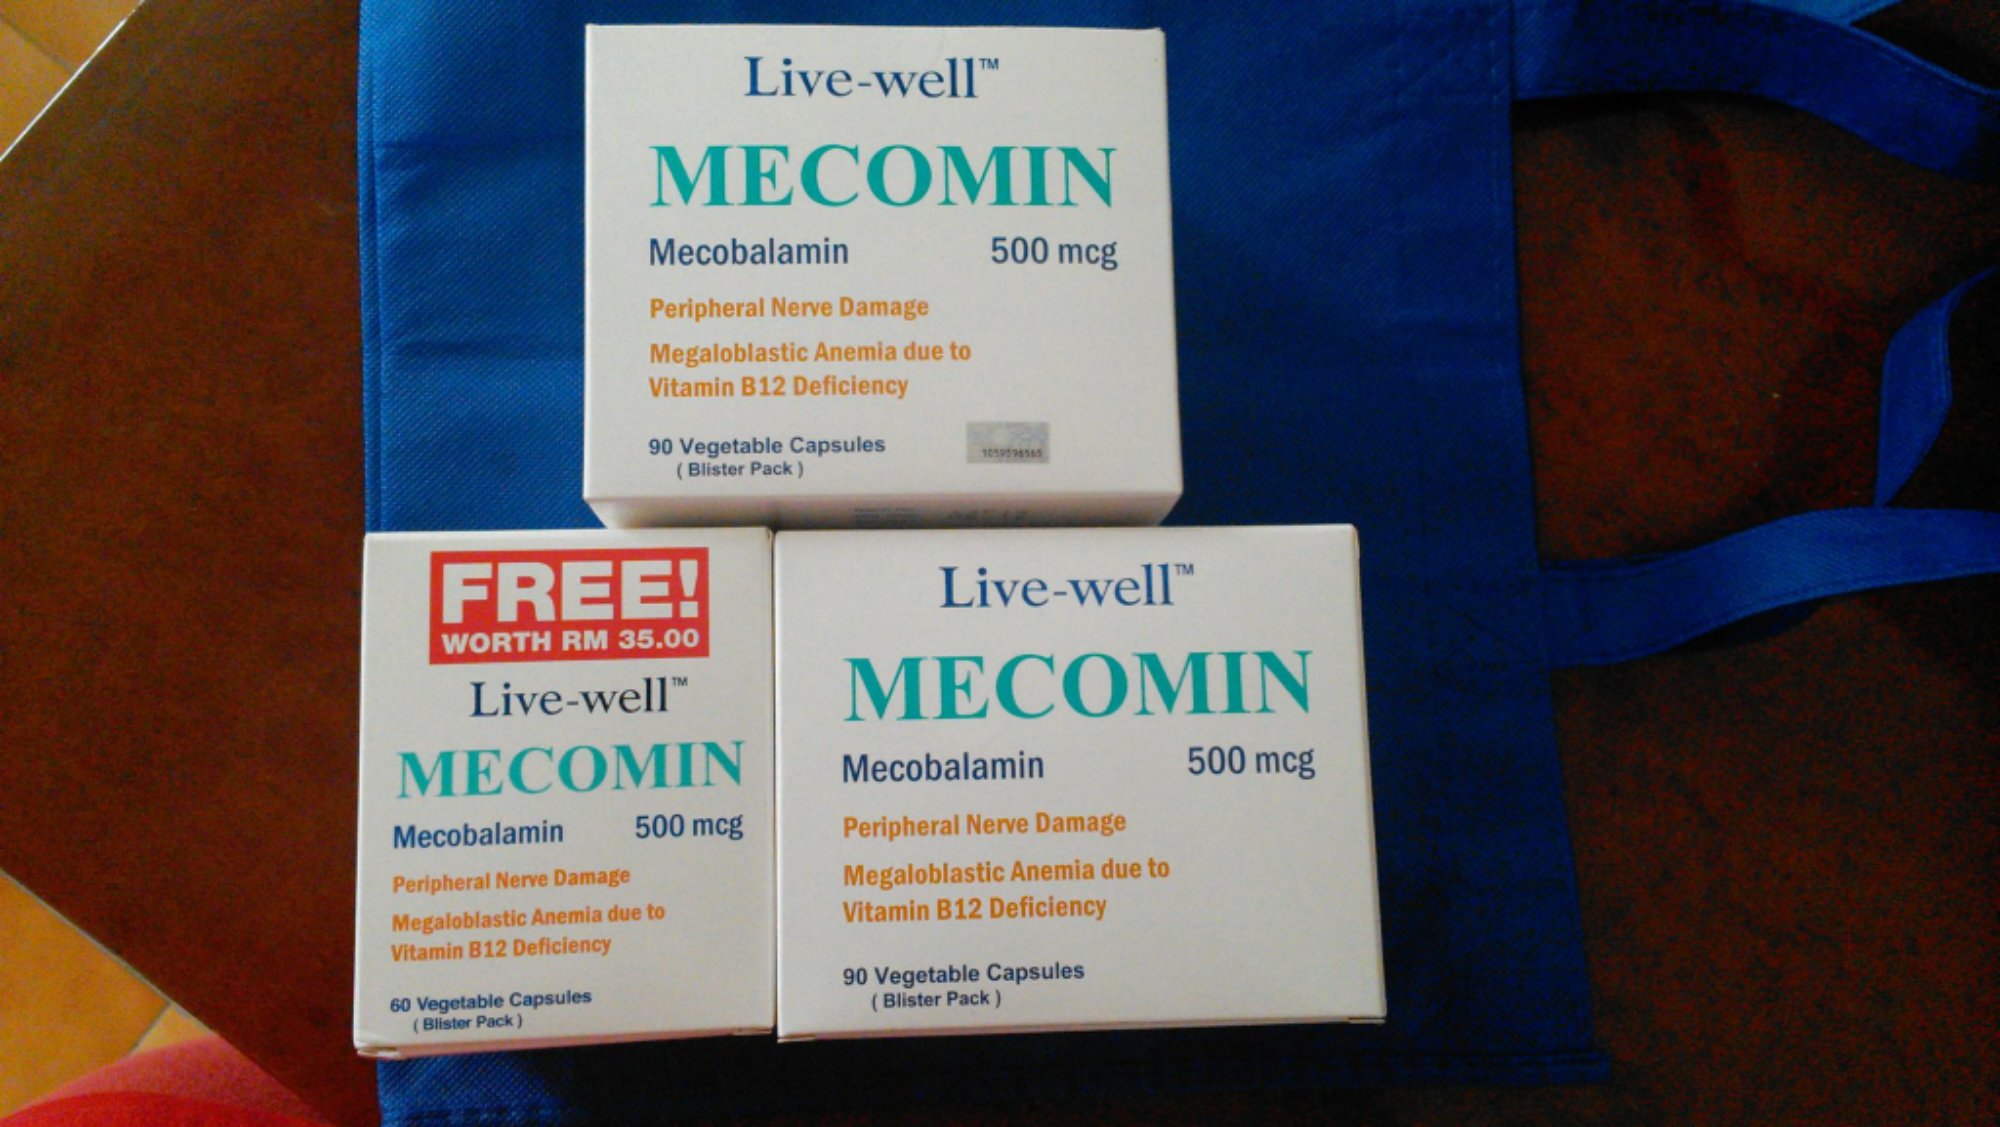 Live-well™
MECOMIN
Mecobalamin 500 mcg
Peripheral Nerve Damage
Megaloblastic Anemia due to
Vitamin B12 Deficiency
90 Vegetable Capsules
( Blister Pack )
FREE!
WORTH RM 35.00
Live-well™
MECOMIN
Mecobalamin 500 mcg
Peripheral Nerve Damage
Megaloblastic Anemia due to
Vitamin B12 Deficiency
60 Vegetable Capsules
( Blister Pack )
Live-well™
MECOMIN
Mecobalamin 500 mcg
Peripheral Nerve Damage
Megaloblastic Anemia due to
Vitamin B12 Deficiency
90 Vegetable Capsules
( Blister Pack )